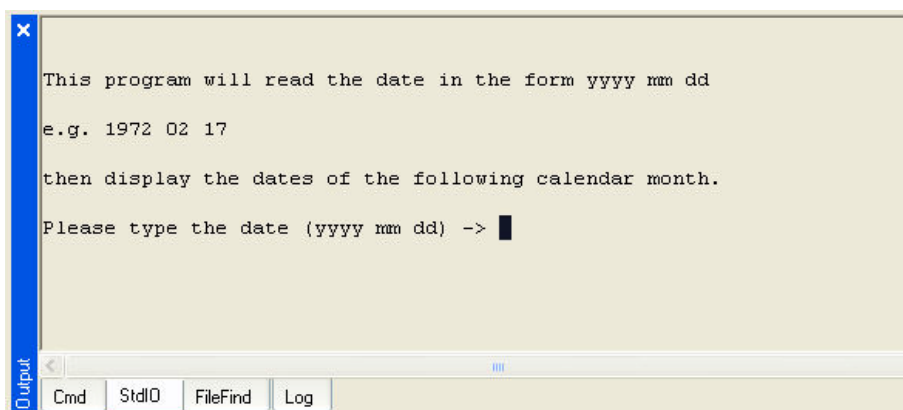 This program will read the date in the form yyyy mm dd
e.g. 1972 02 17
then display the dates of the following calendar month.
Please type the date (yyyy mm dd) ->
Output
Cmd StdIO FileFind Log